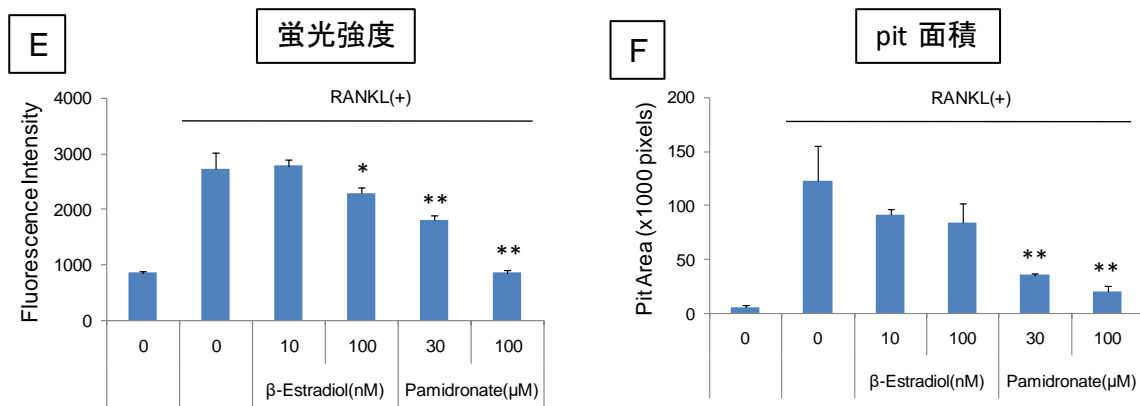 E
蛍光強度
Fluorescence Intensity
4000
3000
2000
1000
0
RANKL(+)
*
**
**
0
0
10
100
30
100
β-Estradiol(nM)
Pamidronate(µM)
F
pit 面積
Pit Area (x1000 pixels)
200
150
100
50
0
RANKL(+)
**
**
0
0
10
100
30
100
β-Estradiol(nM)
Pamidronate(µM)